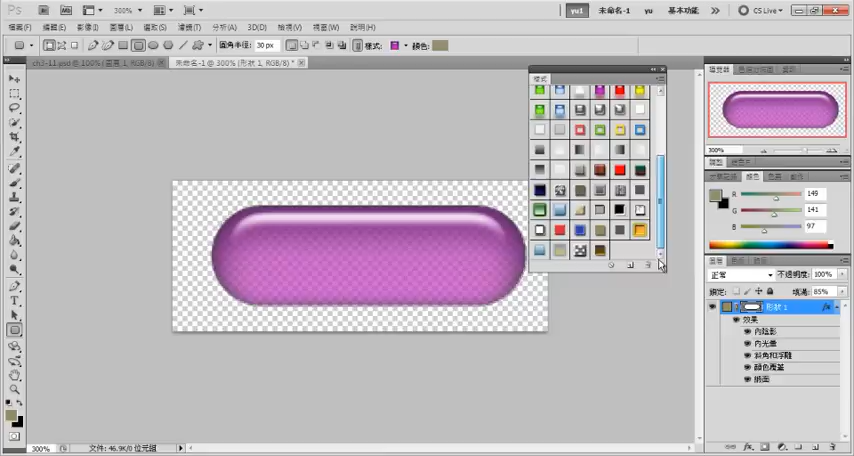 Ps 300% yu1 未命名-1 yu 基本功能 CS Live
檔案(F) 編輯(E) 影像(I) 圖層(L) 選取(S) 濾鏡(T) 分析(A) 3D(D) 檢視(V) 視窗(W) 說明(H)
圓角半徑: 30 px 樣式: 顏色:
ch3-11.psd @ 100% (圖層 1, RGB/8) 未命名-1 @ 300% (形狀 1, RGB/8) *
樣式
300%
顏色
R 149
G 141
B 97
圖層
正常 不透明度: 100%
鎖定: 填滿: 85%
形狀 1 fx
效果
內陰影
內光暈
斜角和浮雕
顏色覆蓋
緞面
300% 文件: 46.9K/0 位元組